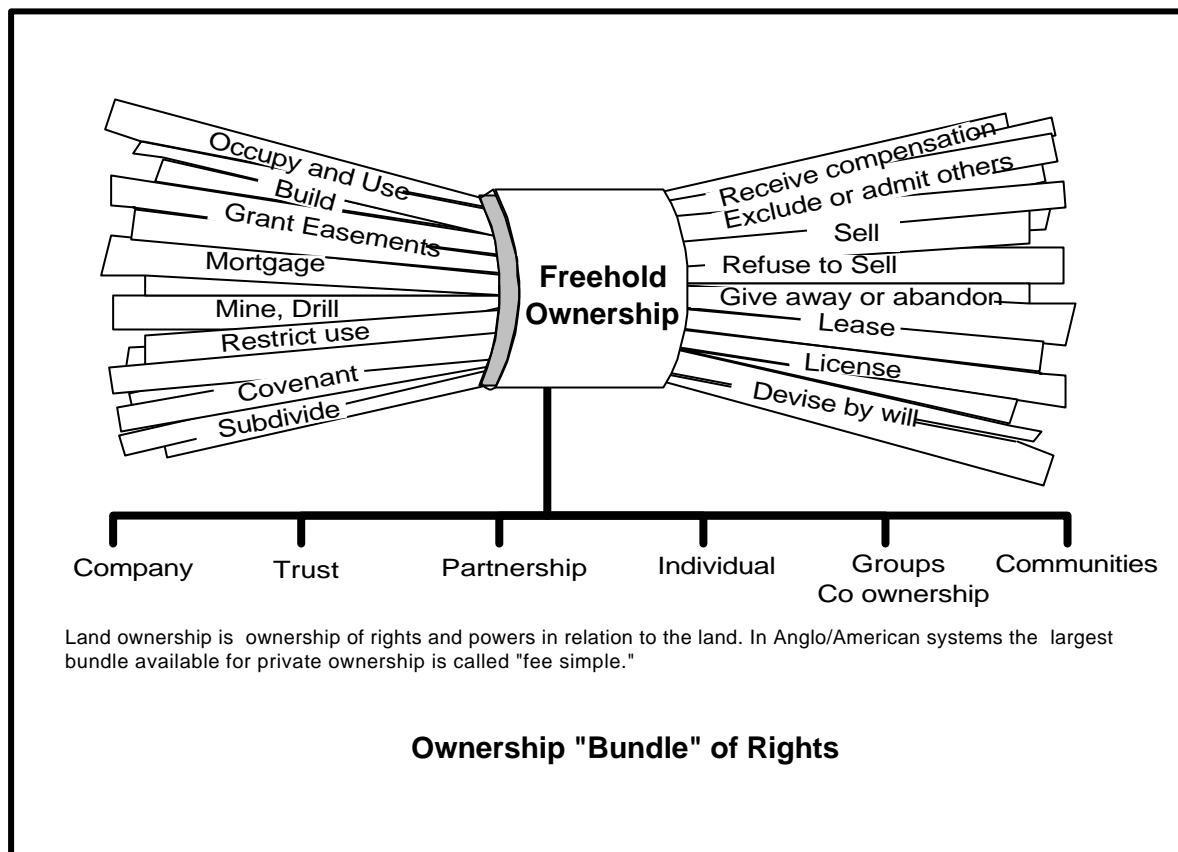 Occupy and Use
Build
Grant Easements
Mortgage
Mine, Drill
Restrict use
Covenant
Subdivide
Freehold
Ownership
Receive compensation
Exclude or admit others
Sell
Refuse to Sell
Give away or abandon
Lease
License
Devise by will
Company
Trust
Partnership
Individual
Groups
Co ownership
Communities
Land ownership is ownership of rights and powers in relation to the land. In Anglo/American systems the largest
bundle available for private ownership is called "fee simple."
Ownership "Bundle" of Rights